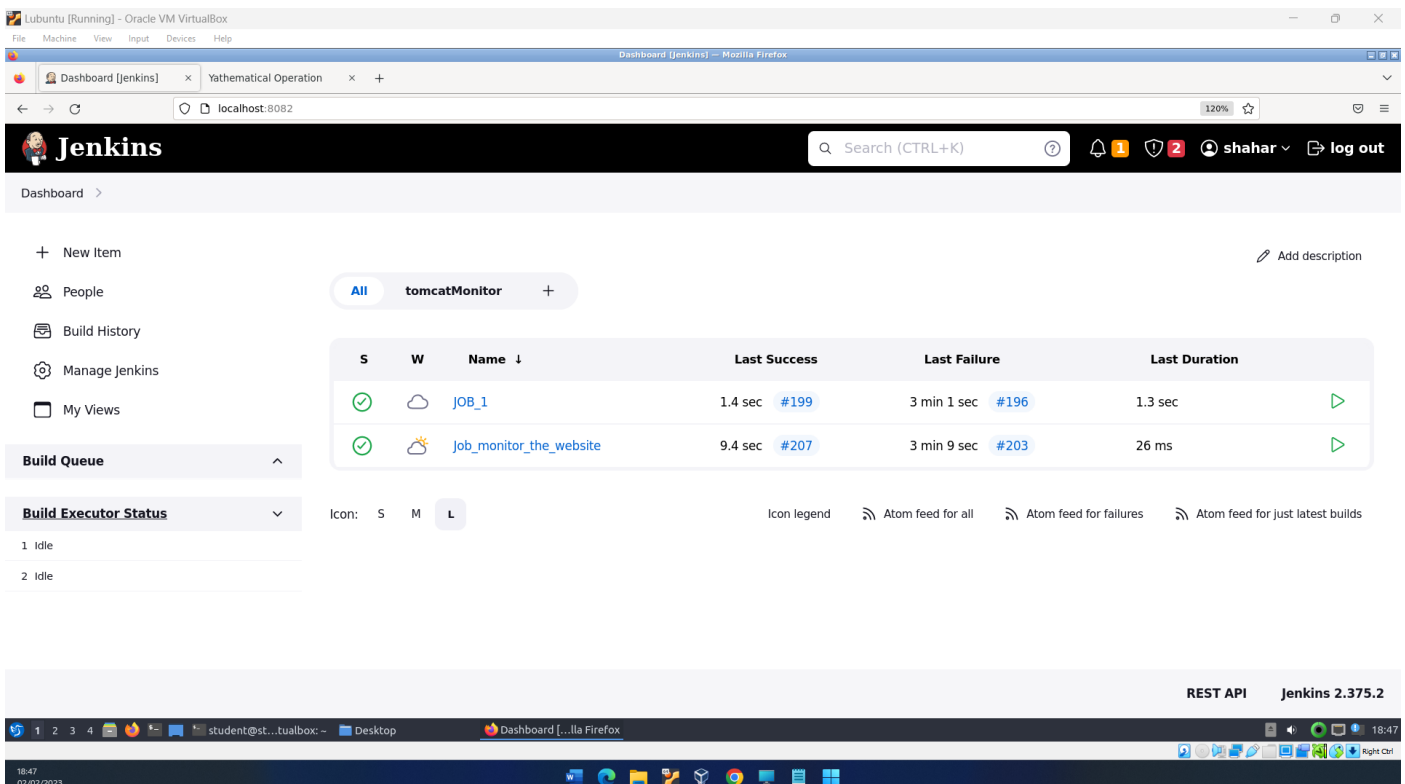 Lubuntu [Running] - Oracle VM VirtualBox
File Machine View Input Devices Help
Dashboard [Jenkins] — Mozilla Firefox
Dashboard [Jenkins] × Yathematical Operation × +
localhost:8082 120%
Jenkins Search (CTRL+K) 1 2 shahar log out
Dashboard
New Item
Add description
People
All tomcatMonitor +
Build History
S W Name ↓ Last Success Last Failure Last Duration
Manage Jenkins
JOB_1 1.4 sec #199 3 min 1 sec #196 1.3 sec
My Views
Job_monitor_the_website 9.4 sec #207 3 min 9 sec #203 26 ms
Build Queue
Build Executor Status
Icon: S M L Icon legend Atom feed for all Atom feed for failures Atom feed for just latest builds
1 Idle
2 Idle
REST API Jenkins 2.375.2
1 2 3 4 student@st...tualbox: ~ Desktop Dashboard [...lla Firefox 18:47
Right Ctrl
18:47
02/02/2023